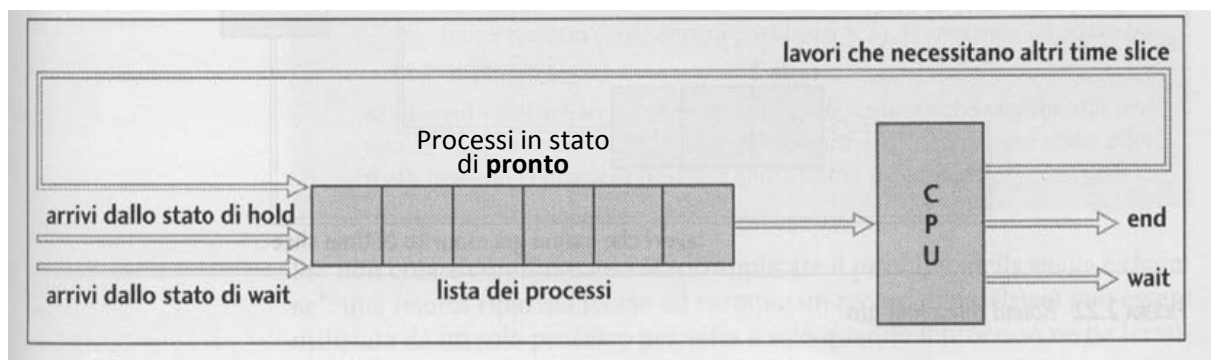 lavori che necessitano altri time slice
Processi in stato
di pronto
arrivi dallo stato di hold
C
P
U
end
arrivi dallo stato di wait
lista dei processi
wait